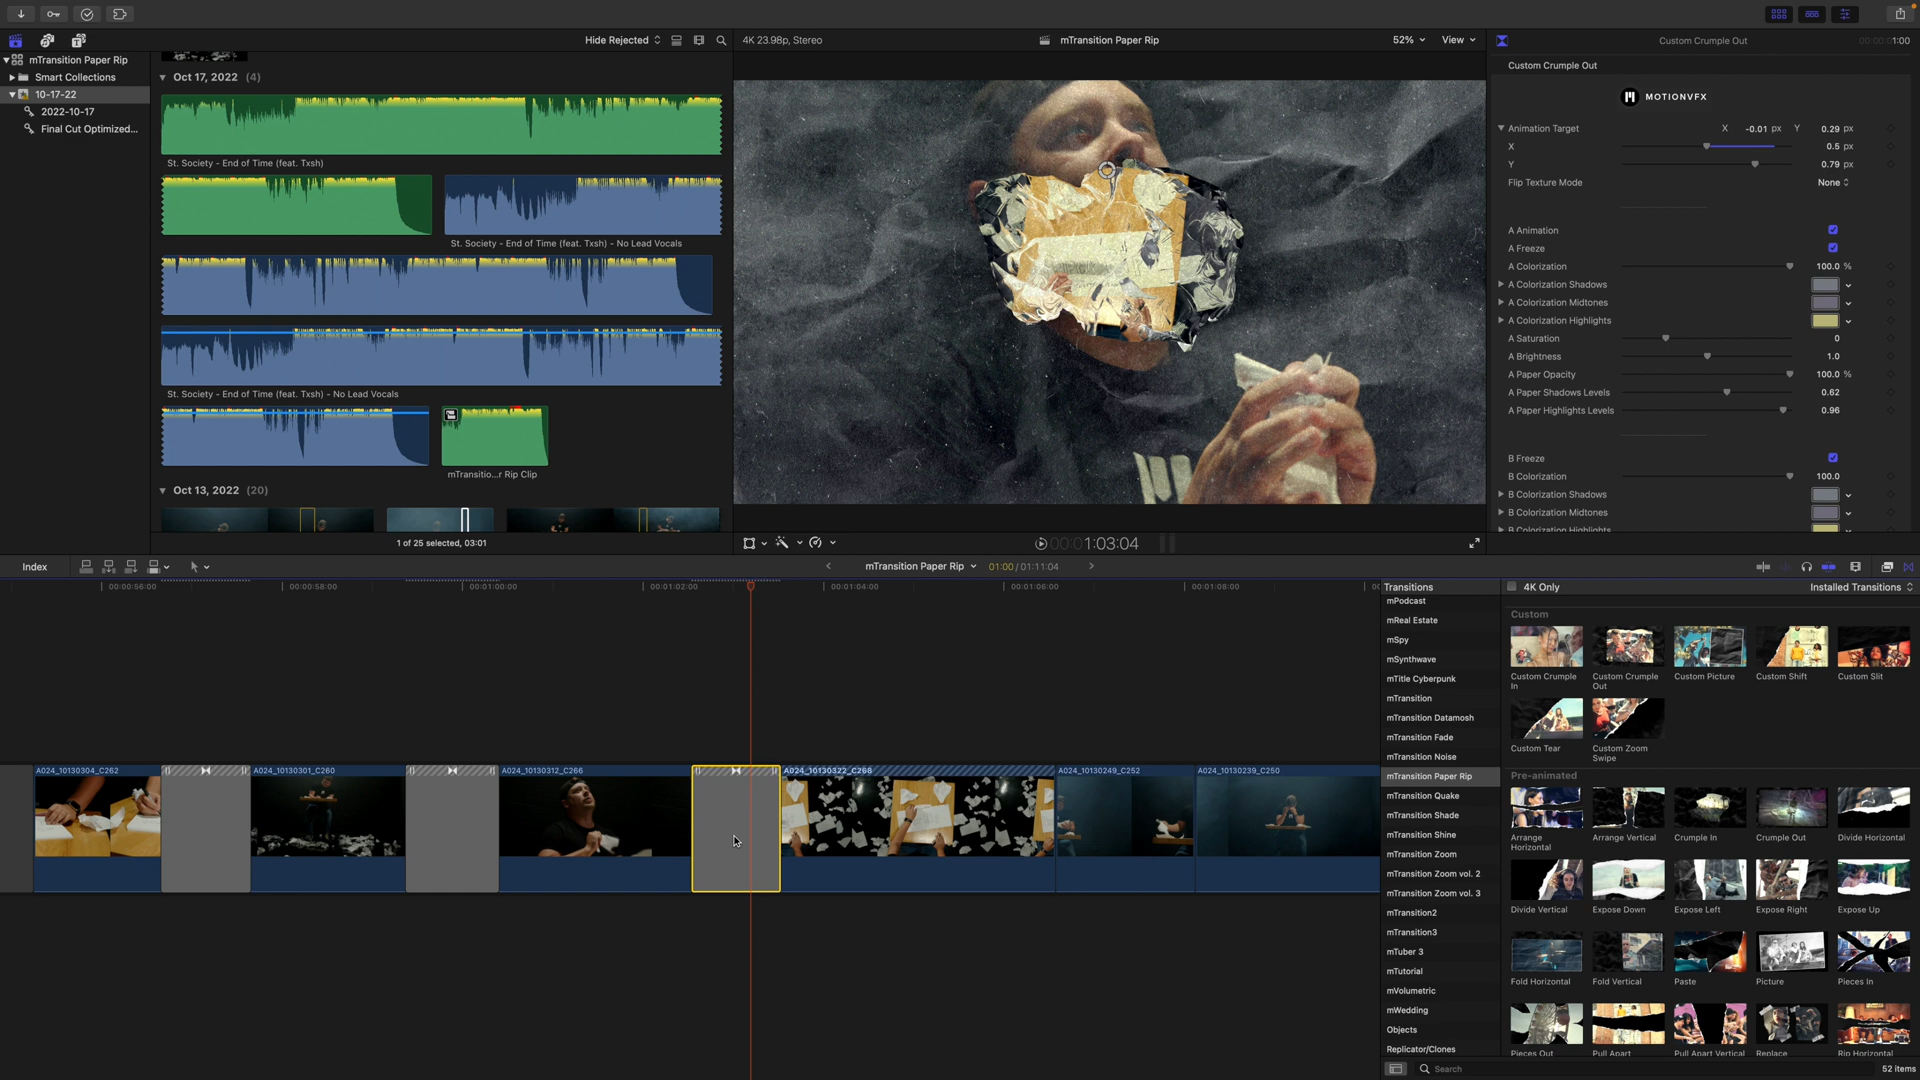 Hide Rejected
4K 23.98p, Stereo
mTransition Paper Rip
52%
View
Custom Crumple Out
00:00:01:00
mTransition Paper Rip
Smart Collections
10-17-22
2022-10-17
Final Cut Optimized...
Oct 17, 2022 (4)
St. Society - End of Time (feat. Txsh)
St. Society - End of Time (feat. Txsh) - No Lead Vocals
St. Society - End of Time (feat. Txsh) - No Lead Vocals
mTransitio...r Rip Clip
Oct 13, 2022 (20)
1 of 25 selected, 03:01
00:00:1:03:04
Custom Crumple Out
MOTIONVFX
Animation Target X -0.01 px Y 0.29 px
X 0.5 px
Y 0.79 px
Flip Texture Mode None
A Animation
A Freeze
A Colorization 100.0 %
A Colorization Shadows
A Colorization Midtones
A Colorization Highlights
A Saturation 0
A Brightness 1.0
A Paper Opacity 100.0 %
A Paper Shadows Levels 0.62
A Paper Highlights Levels 0.96
B Freeze
B Colorization 100.0
B Colorization Shadows
B Colorization Midtones
B Colorization Highlights
Index
mTransition Paper Rip
01:00 / 01:11:04
00:00:56:00
00:00:58:00
00:01:00:00
00:01:02:00
00:01:04:00
00:01:06:00
00:01:08:00
A024_10130304_C262
A024_10130301_C260
A024_10130312_C266
A024_10130322_C268
A024_10130249_C252
A024_10130239_C250
Transitions
4K Only
Installed Transitions
mPodcast
mReal Estate
mSpy
mSynthwave
mTitle Cyberpunk
mTransition
mTransition Datamosh
mTransition Fade
mTransition Noise
mTransition Paper Rip
mTransition Quake
mTransition Shade
mTransition Shine
mTransition Zoom
mTransition Zoom vol. 2
mTransition Zoom vol. 3
mTransition2
mTransition3
mTuber 3
mTutorial
mVolumetric
mWedding
Objects
Replicator/Clones
Custom
Custom Crumple In
Custom Crumple Out
Custom Picture
Custom Shift
Custom Slit
Custom Tear
Custom Zoom Swipe
Pre-animated
Arrange Horizontal
Arrange Vertical
Crumple In
Crumple Out
Divide Horizontal
Divide Vertical
Expose Down
Expose Left
Expose Right
Expose Up
Fold Horizontal
Fold Vertical
Paste
Picture
Pieces In
Pieces Out
Pull Apart
Pull Apart Vertical
Replace
Rip Horizontal
Search
52 items